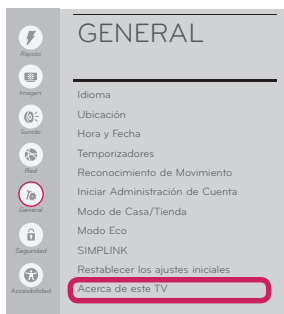 GENERAL
Rápido
Imagen
Sonido
Red
General
Seguridad
Accesibilidad
Idioma
Ubicación
Hora y Fecha
Temporizadores
Reconocimiento de Movimiento
Iniciar Administración de Cuenta
Modo de Casa/Tienda
Modo Eco
SIMPLINK
Restablecer los ajustes iniciales
Acerca de este TV